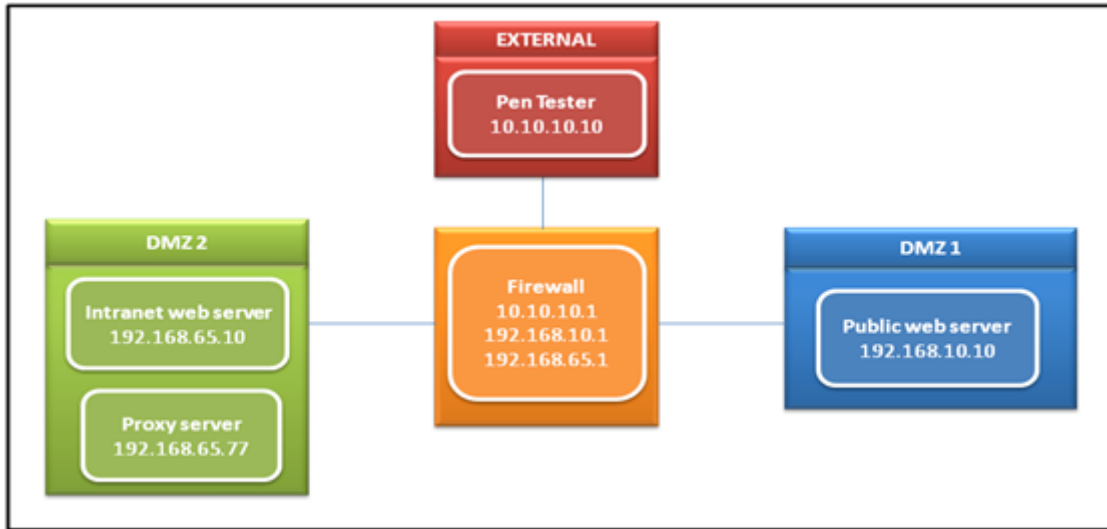 EXTERNAL
Pen Tester
10.10.10.10
DMZ 2
Intranet web server
192.168.65.10
Proxy server
192.168.65.77
Firewall
10.10.10.1
192.168.10.1
192.168.65.1
DMZ 1
Public web server
192.168.10.10